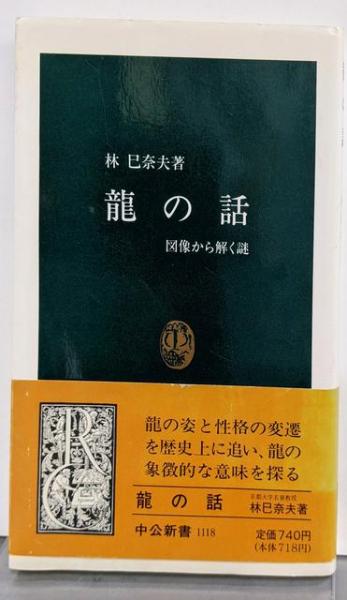 林 巳奈夫著
龍の話
図像から解く謎
龍の姿と性格の変遷
を歴史上に追い、龍の
象徴的な意味を探る
龍の話
京都大学名誉教授
林巳奈夫著
中公新書 1118
定価740円
(本体718円)
R
C